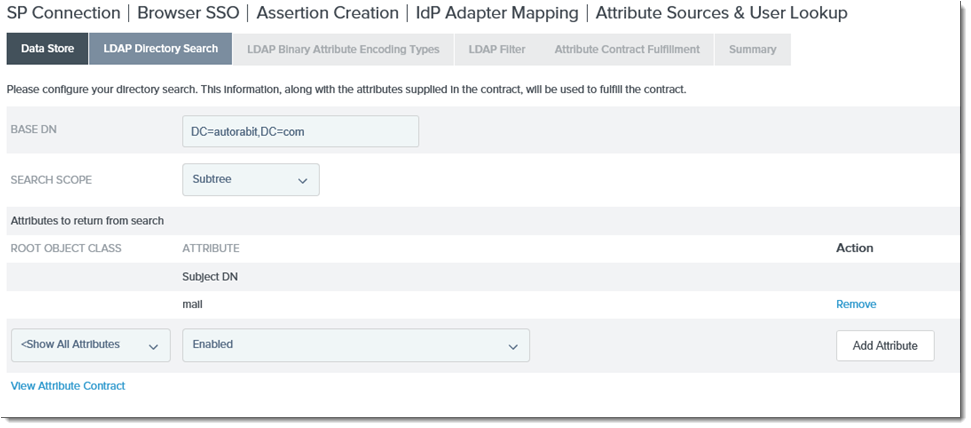 SP Connection | Browser SSO | Assertion Creation | IdP Adapter Mapping | Attribute Sources & User Lookup
Data Store LDAP Directory Search LDAP Binary Attribute Encoding Types LDAP Filter Attribute Contract Fulfillment Summary
Please configure your directory search. This information, along with the attributes supplied in the contract, will be used to fulfill the contract.
BASE DN DC=autorabit,DC=com
SEARCH SCOPE Subtree
Attributes to return from search
ROOT OBJECT CLASS ATTRIBUTE Action
Subject DN
mail Remove
<Show All Attributes Enabled Add Attribute
View Attribute Contract